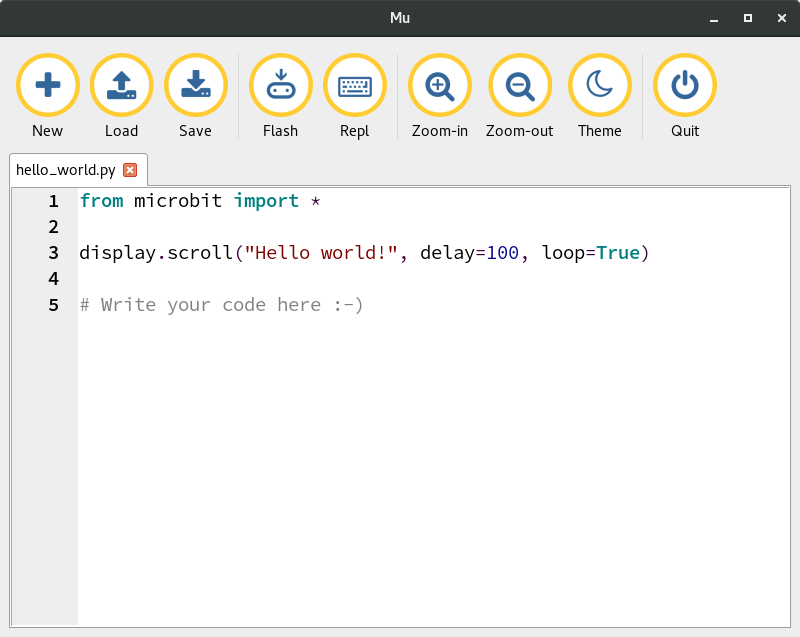 Mu
New Load Save Flash Repl Zoom-in Zoom-out Theme Quit
hello_world.py
1 from microbit import *
2
3 display.scroll("Hello world!", delay=100, loop=True)
4
5 # Write your code here :-)